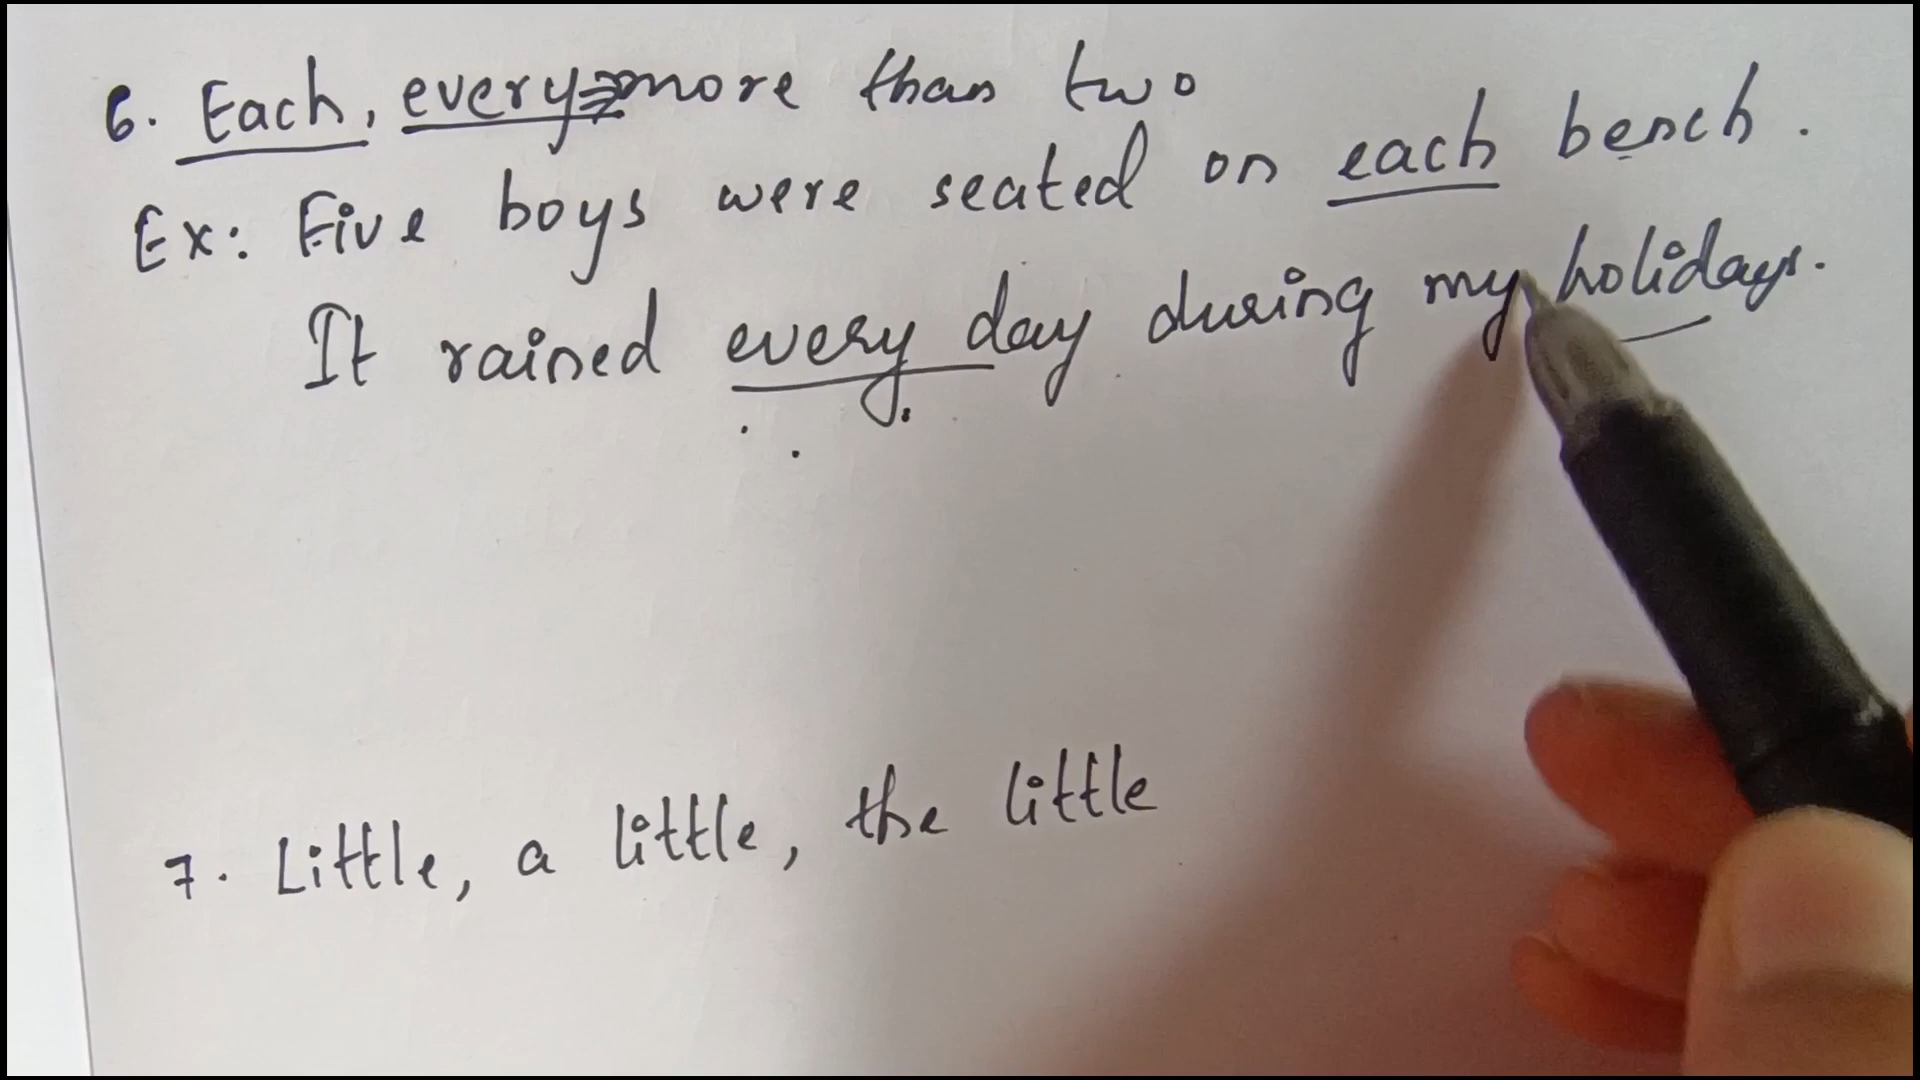 6. Each, every more than two
Ex: Five boys were seated on each bench.
It rained every day during my holidays.
7. Little, a little, the little